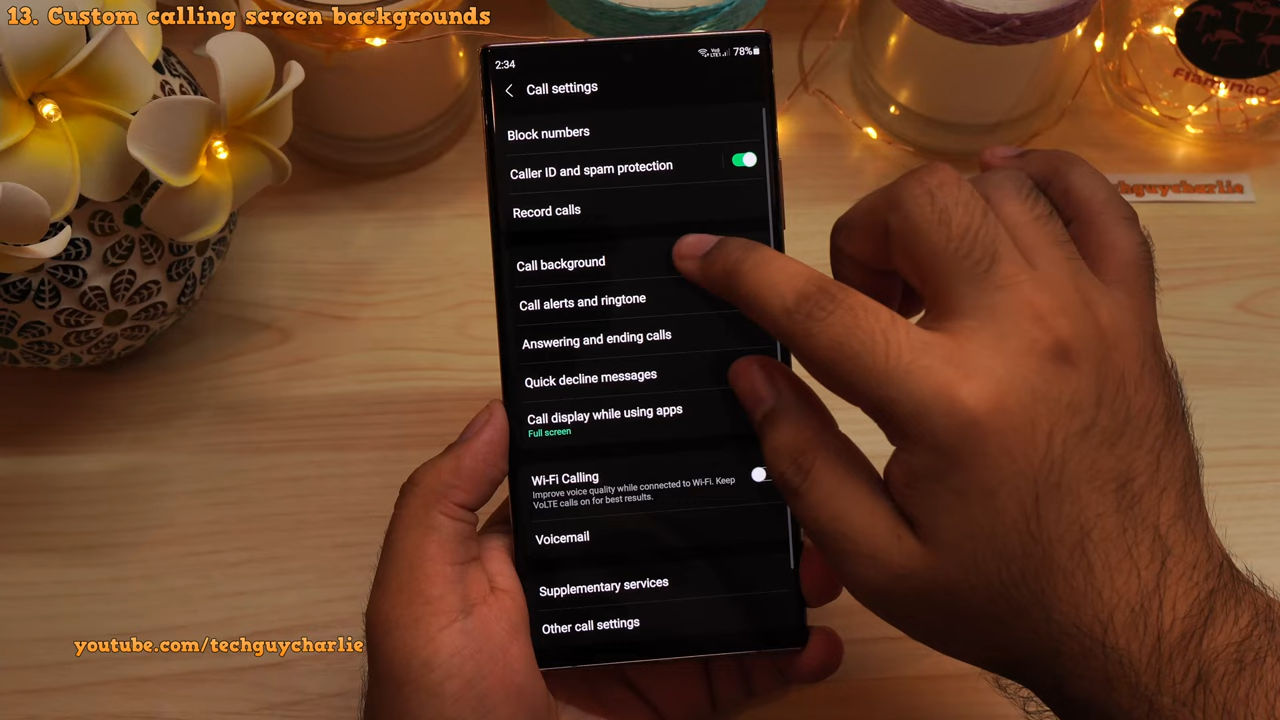 13. Custom calling screen backgrounds
2:34
78%
Call settings
Block numbers
Caller ID and spam protection
Record calls
Call background
Call alerts and ringtone
Answering and ending calls
Quick decline messages
Call display while using apps
Full screen
Wi-Fi Calling
Improve voice quality while connected to Wi-Fi. Keep
VoLTE calls on for best results.
Voicemail
Supplementary services
Other call settings
Flamingo
chguycharlie
youtube.com/techguycharlie